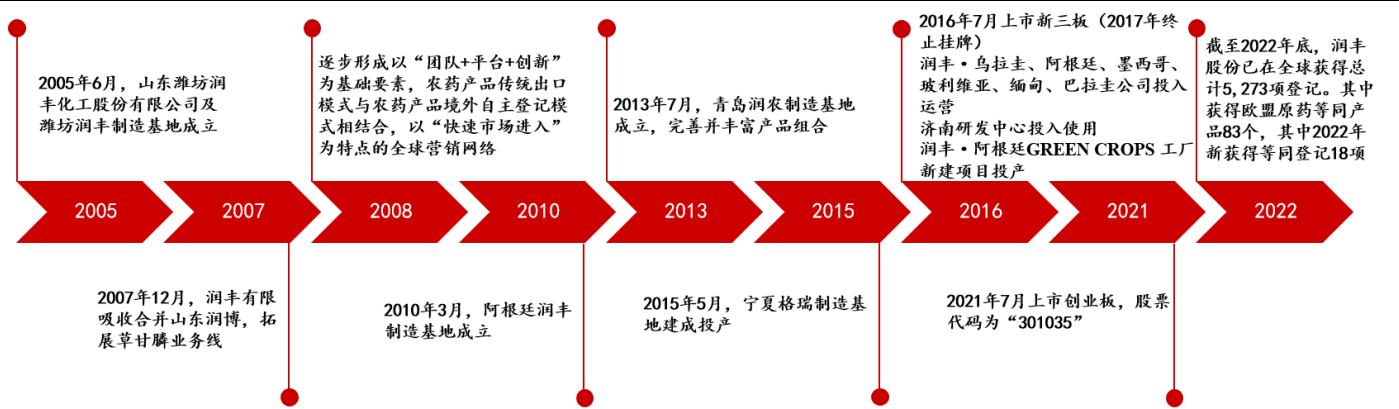 2005年6月，山东潍坊润
丰化工股份有限公司及
潍坊润丰制造基地成立
逐步形成以“团队+平台+创新”
为基础要素，农药产品传统出口
模式与农药产品境外自主登记模
式相结合，以“快速市场进入”
为特点的全球营销网络
2013年7月，青岛润农制造基地
成立，完善并丰富产品组合
2016年7月上市新三板（2017年终
止挂牌）
润丰·乌拉圭、阿根廷、墨西哥、
玻利维亚、缅甸、巴拉圭公司投入
运营
济南研发中心投入使用
润丰·阿根廷GREEN CROPS 工厂
新建项目投产
截至2022年底，润丰
股份已在全球获得总
计5,273项登记。其中
获得欧盟原药等同产
品83个，其中2022年
新获得等同登记18项
2005
2007
2008
2010
2013
2015
2016
2021
2022
2007年12月，润丰有限
吸收合并山东润博，拓
展草甘膦业务线
2010年3月，阿根廷润丰
制造基地成立
2015年5月，宁夏格瑞制造基
地建成投产
2021年7月上市创业板，股票
代码为“301035”